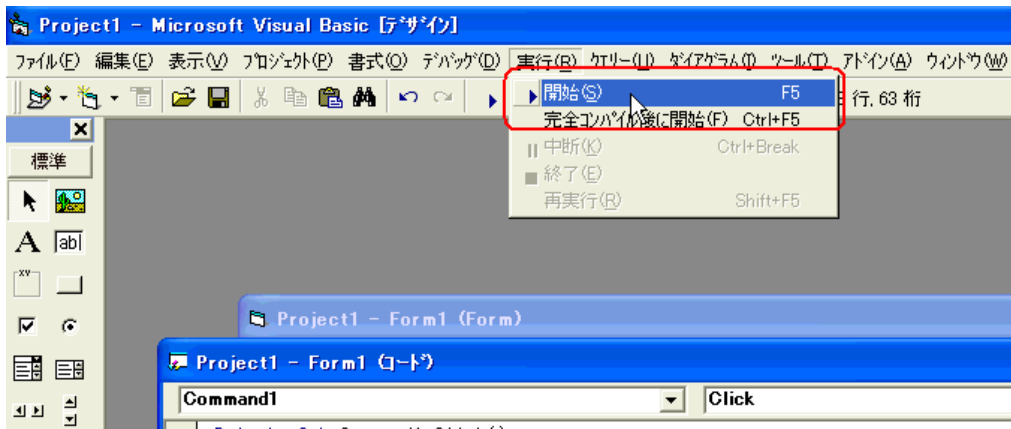 Project1 - Microsoft Visual Basic [ﾃﾞｻﾞｲﾝ]
ﾌｧｲﾙ(F) 編集(E) 表示(V) ﾌﾟﾛｼﾞｪｸﾄ(P) 書式(O) ﾃﾞﾊﾞｯｸﾞ(D) 実行(R) ｸｴﾘｰ(U) ﾀﾞｲｱｸﾞﾗﾑ(I) ﾂｰﾙ(T) ｱﾄﾞｲﾝ(A) ｳｨﾝﾄﾞｳ(W)
開始(S) F5
行, 63 桁
完全ｺﾝﾊﾟｲﾙ後に開始(F) Ctrl+F5
中断(K) Ctrl+Break
終了(E)
再実行(R) Shift+F5
標準
A ab
XY
Project1 - Form1 (Form)
Project1 - Form1 (ｺｰﾄﾞ)
Command1 Click